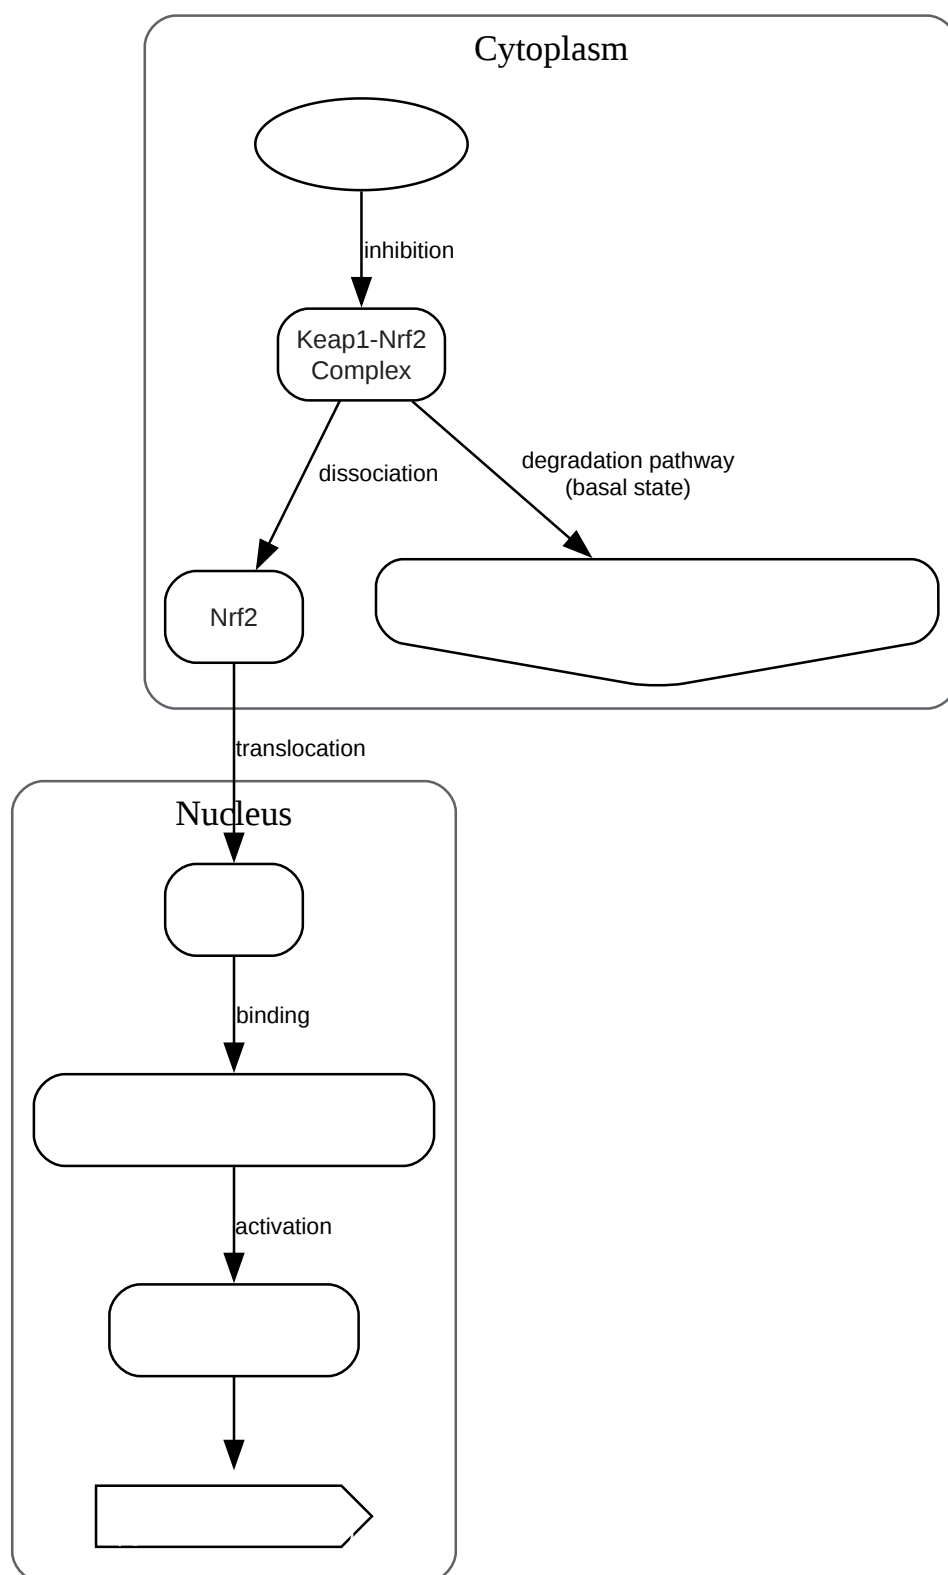 Cytoplasm
inhibition
Keap1-Nrf2
Complex
dissociation
degradation pathway
(basal state)
Nrf2
translocation
Nucleus
binding
activation